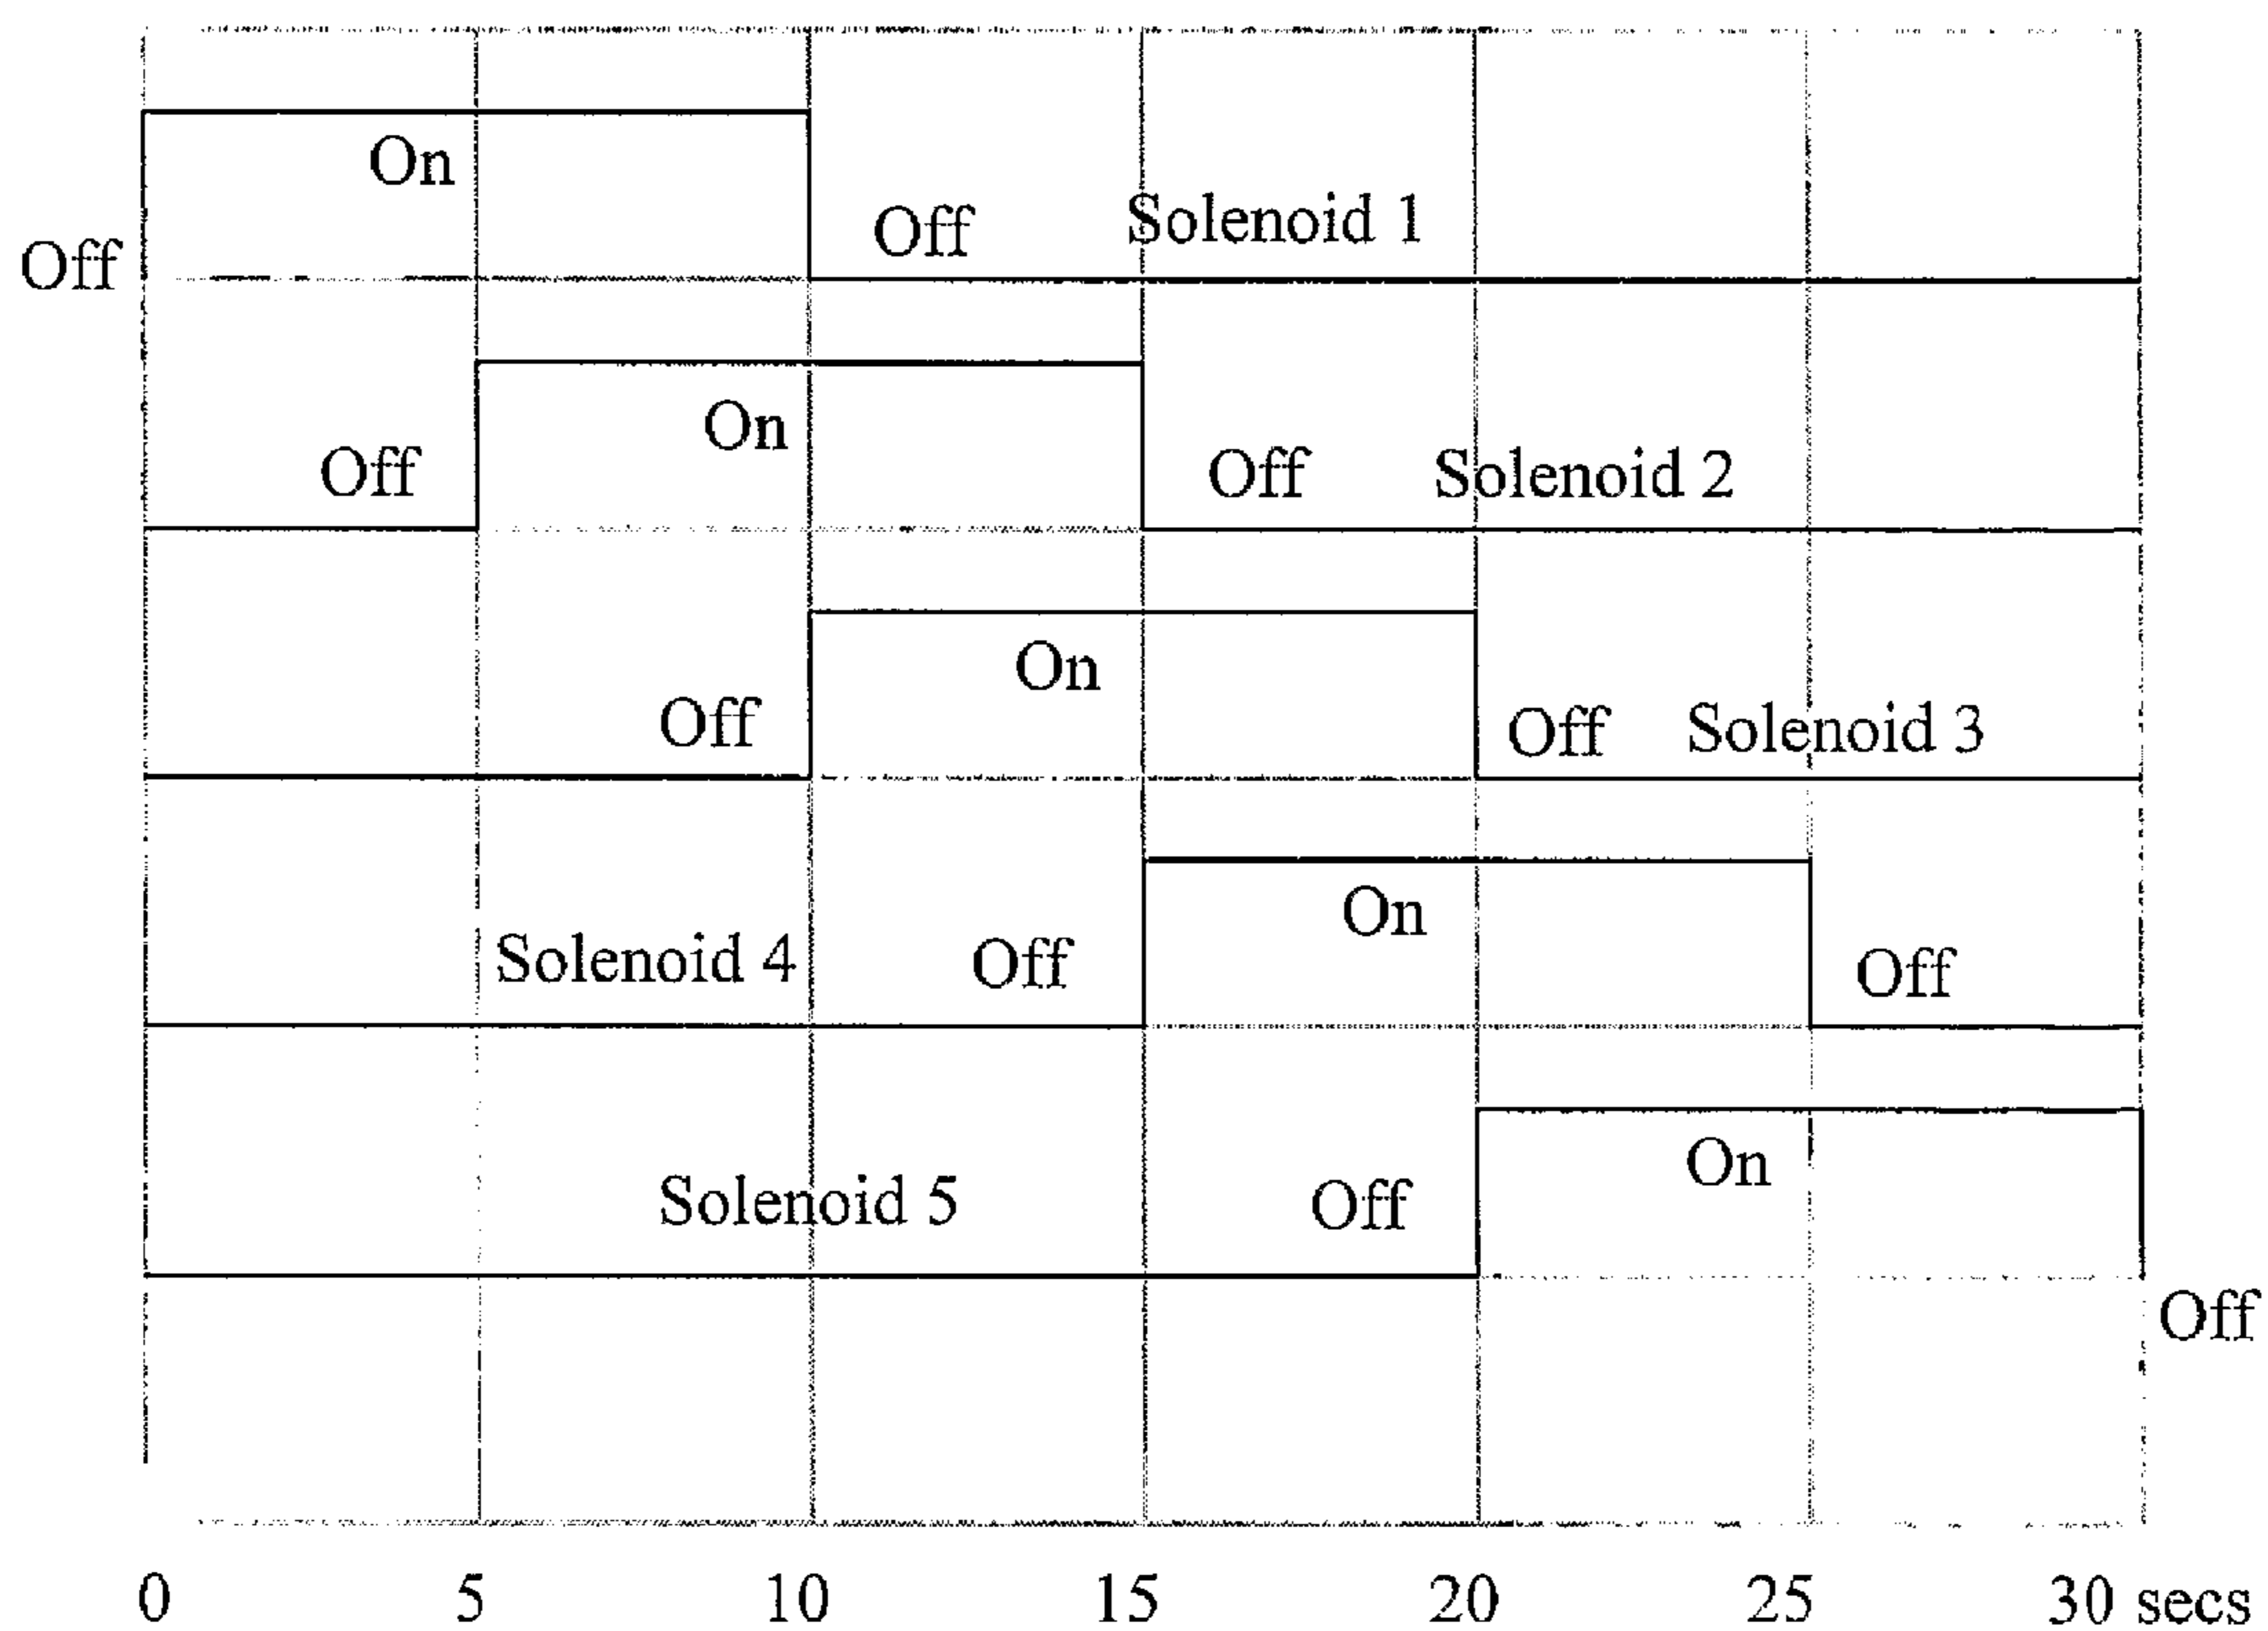 On
Off Off Solenoid 1
On
Off Off Solenoid 2
On
Off Off Solenoid 3
On
Solenoid 4 Off Off
On
Solenoid 5 Off
Off
0 5 10 15 20 25 30 secs